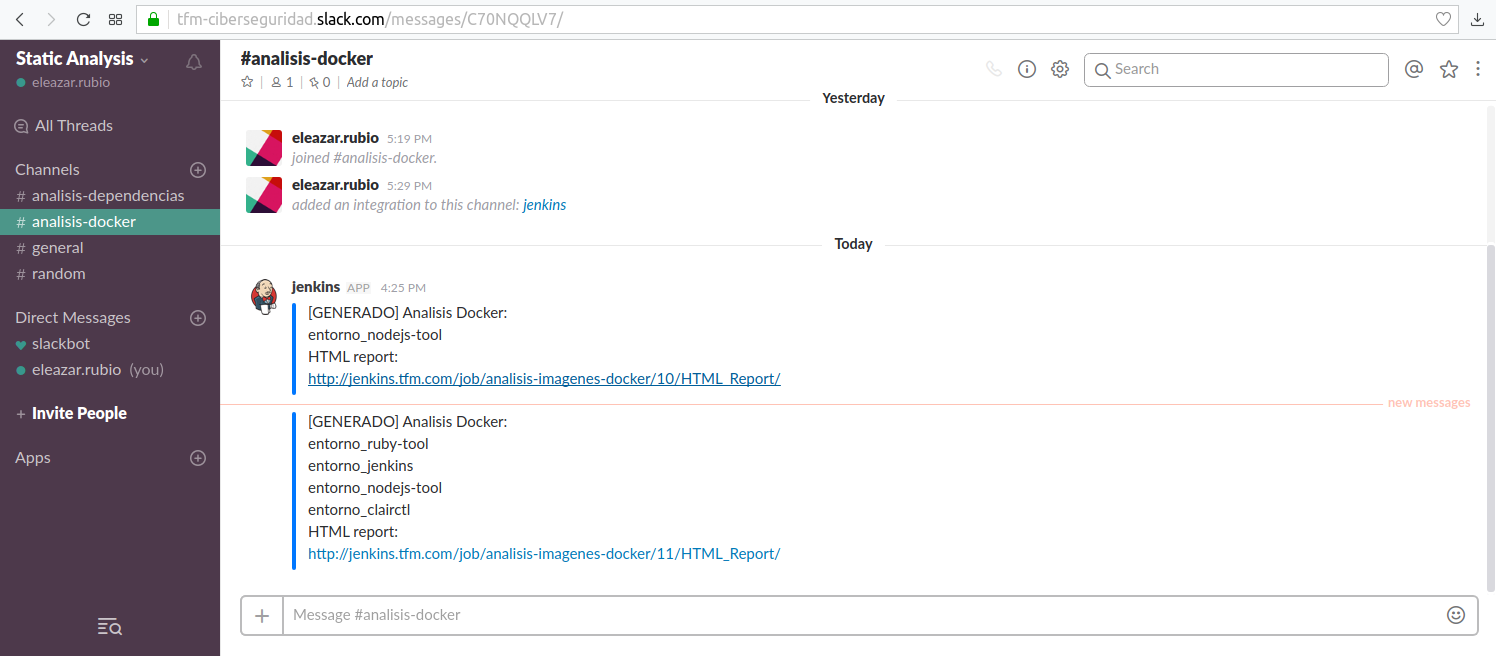 tfm-ciberseguridad.slack.com/messages/C70NQQLV7/
Static Analysis
eleazar.rubio
All Threads
Channels
# analisis-dependencias
# analisis-docker
# general
# random
Direct Messages
slackbot
eleazar.rubio (you)
+ Invite People
Apps
#analisis-docker
1 | 0 | Add a topic
Search
Yesterday
eleazar.rubio 5:19 PM
joined #analisis-docker.
eleazar.rubio 5:29 PM
added an integration to this channel: jenkins
Today
jenkins APP 4:25 PM
[GENERADO] Analisis Docker:
entorno_nodejs-tool
HTML report:
http://jenkins.tfm.com/job/analisis-imagenes-docker/10/HTML_Report/
new messages
[GENERADO] Analisis Docker:
entorno_ruby-tool
entorno_jenkins
entorno_nodejs-tool
entorno_clairctl
HTML report:
http://jenkins.tfm.com/job/analisis-imagenes-docker/11/HTML_Report/
Message #analisis-docker